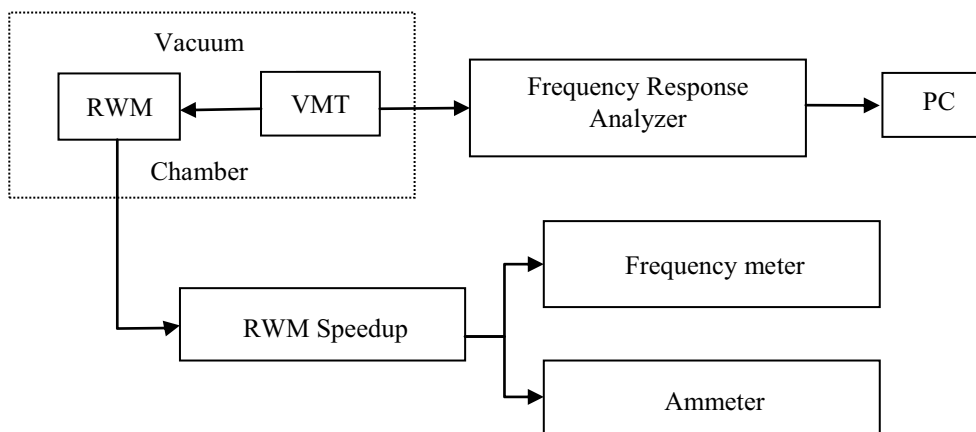 Vacuum
RWM
VMT
Chamber
Frequency Response
Analyzer
PC
Frequency meter
RWM Speedup
Ammeter